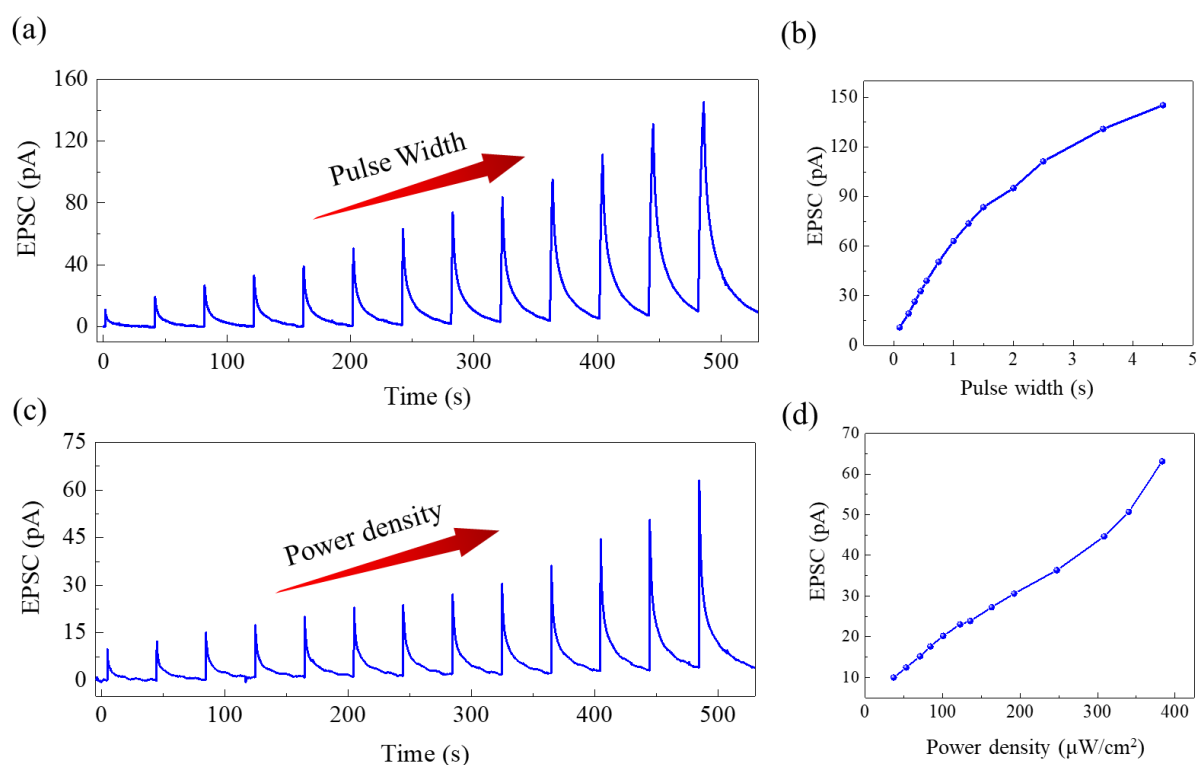 (a)
160
120
80
40
0
EPSC (pA)
Pulse Width
0 100 200 300 400 500
Time (s)
(b)
150
120
90
60
30
0
EPSC (pA)
0 1 2 3 4 5
Pulse width (s)
(c)
75
60
45
30
15
0
EPSC (pA)
Power density
0 100 200 300 400 500
Time (s)
(d)
70
60
50
40
30
20
10
EPSC (pA)
0 100 200 300 400
Power density (μW/cm²)